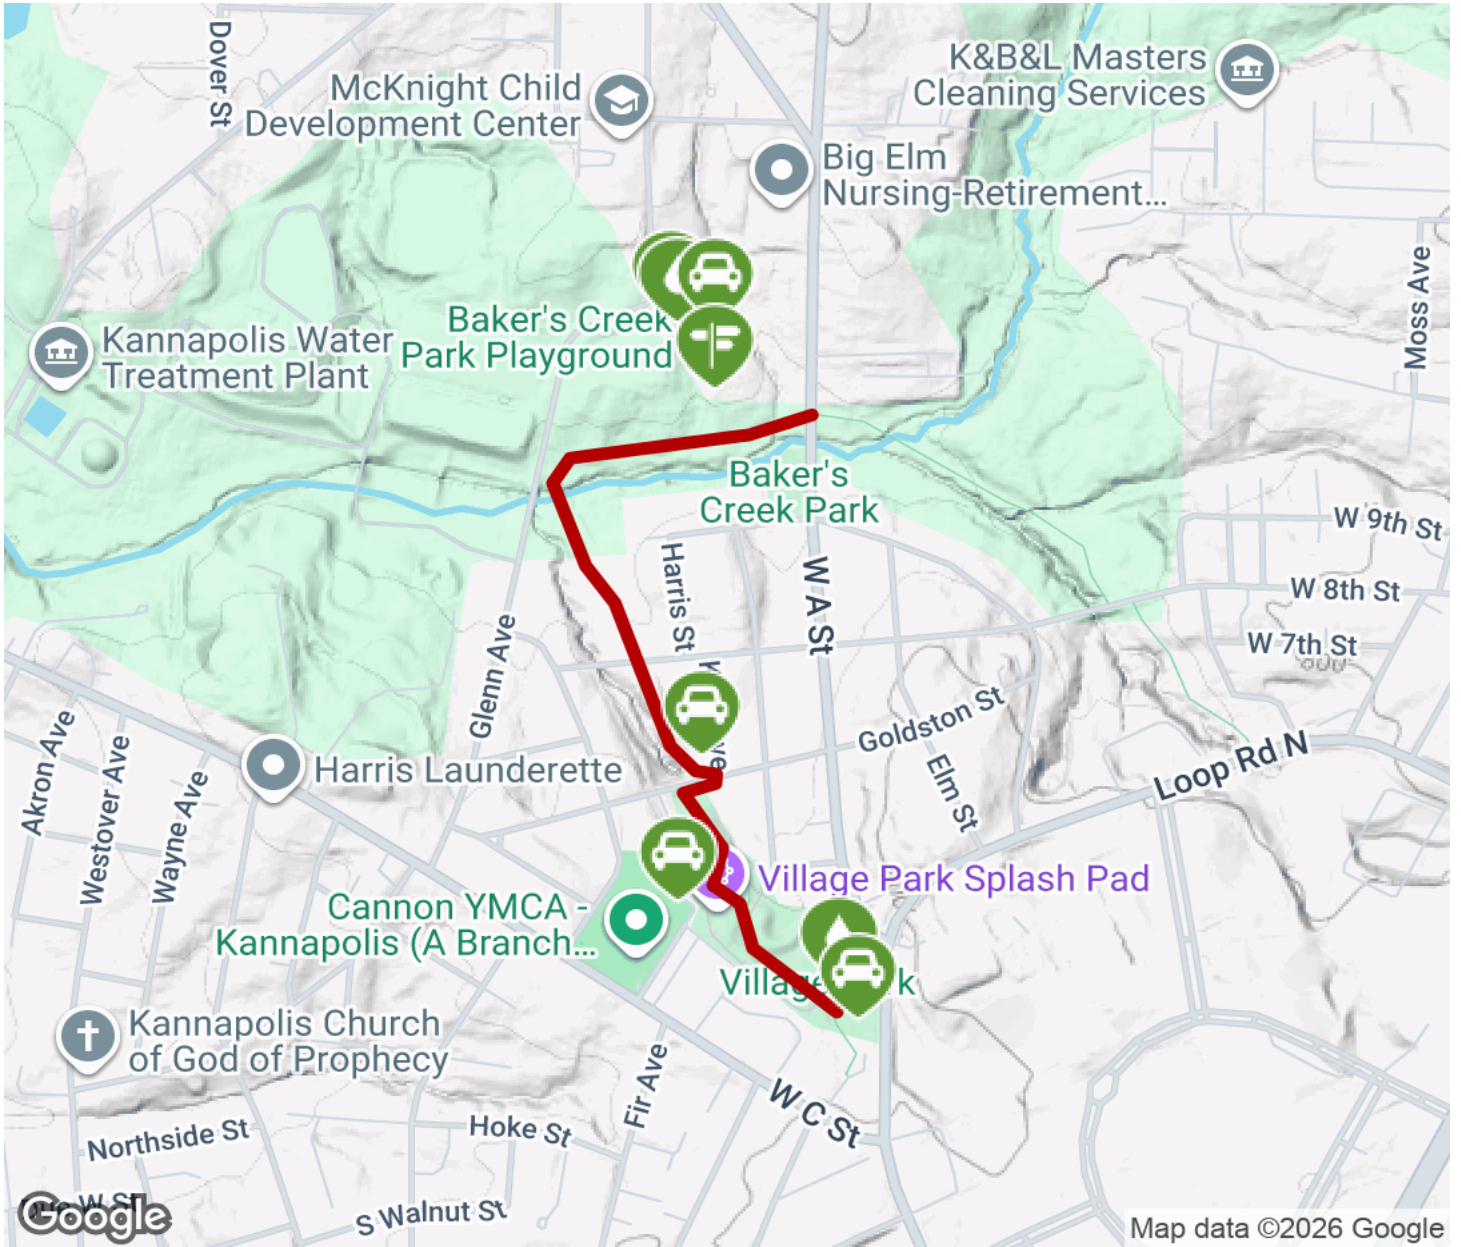 Dover St
McKnight Child
Development Center
K&B&L Masters
Cleaning Services
Big Elm
Nursing-Retirement...
Moss Ave
Baker's Creek
Park Playground
Kannapolis Water
Treatment Plant
Baker's
Creek Park
W 9th St
Harris St
W A St
W 8th St
W 7th St
Glenn Ave
Goldston St
Elm St
Loop Rd N
Akron Ave
Westover Ave
Wayne Ave
Harris Launderette
Village Park Splash Pad
Cannon YMCA -
Kannapolis (A Branch...
Kannapolis Church
of God of Prophecy
Fir Ave
W C St
Northside St
Hoke St
S Walnut St
Google
Map data ©2026 Google